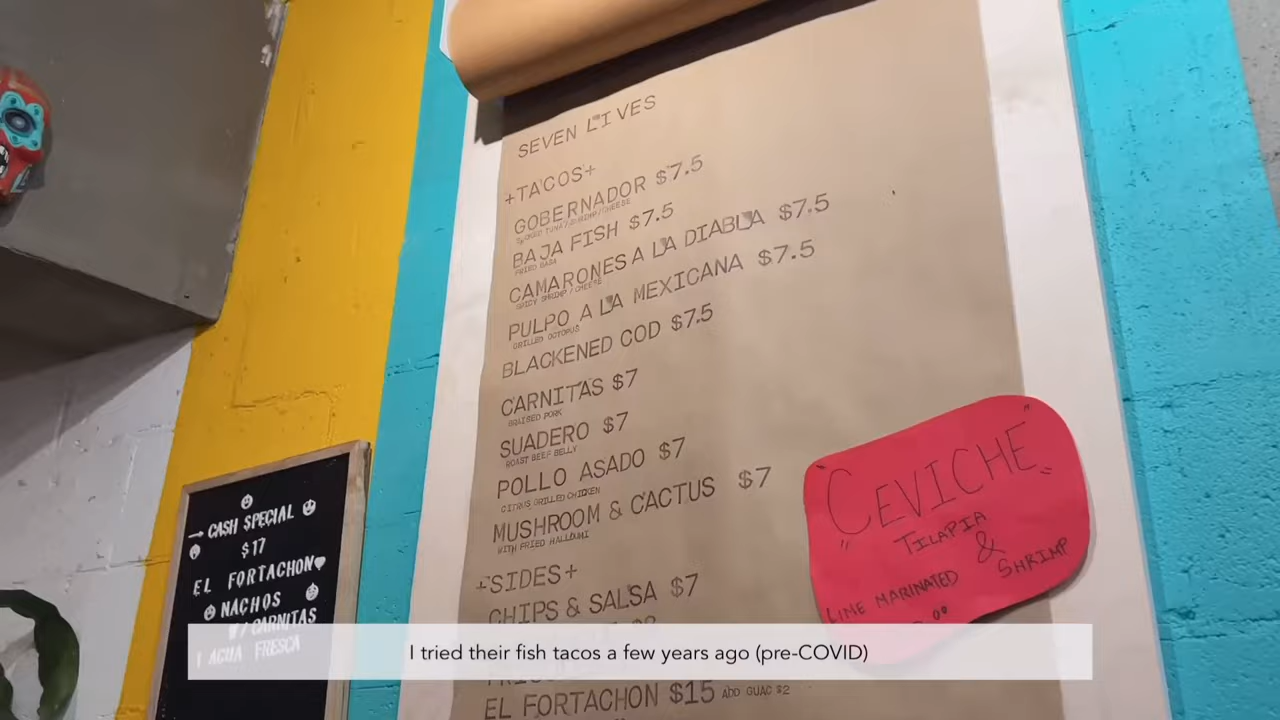 SEVEN LIVES
+TACOS+
GOBERNADOR $7.5
SMOKED TUNA/SHRIMP/CHEESE
BAJA FISH $7.5
FRIED BASA
CAMARONES A LA DIABLA $7.5
SPICY SHRIMP / CHEESE
PULPO A LA MEXICANA $7.5
GRILLED OCTOPUS
BLACKENED COD $7.5
CARNITAS $7
BRAISED PORK
SUADERO $7
ROAST BEEF BELLY
POLLO ASADO $7
CITRUS GRILLED CHICKEN
MUSHROOM & CACTUS $7
WITH FRIED HALLOUMI
+SIDES+
CHIPS & SALSA $7
EL FORTACHON $15 ADD GUAC $2
"CEVICHE"
TILAPIA
&
SHRIMP
LIME MARINATED
→ CASH SPECIAL
$17
EL FORTACHON
NACHOS
W/ CARNITAS
1 AGUA FRESCA
I tried their fish tacos a few years ago (pre-COVID)